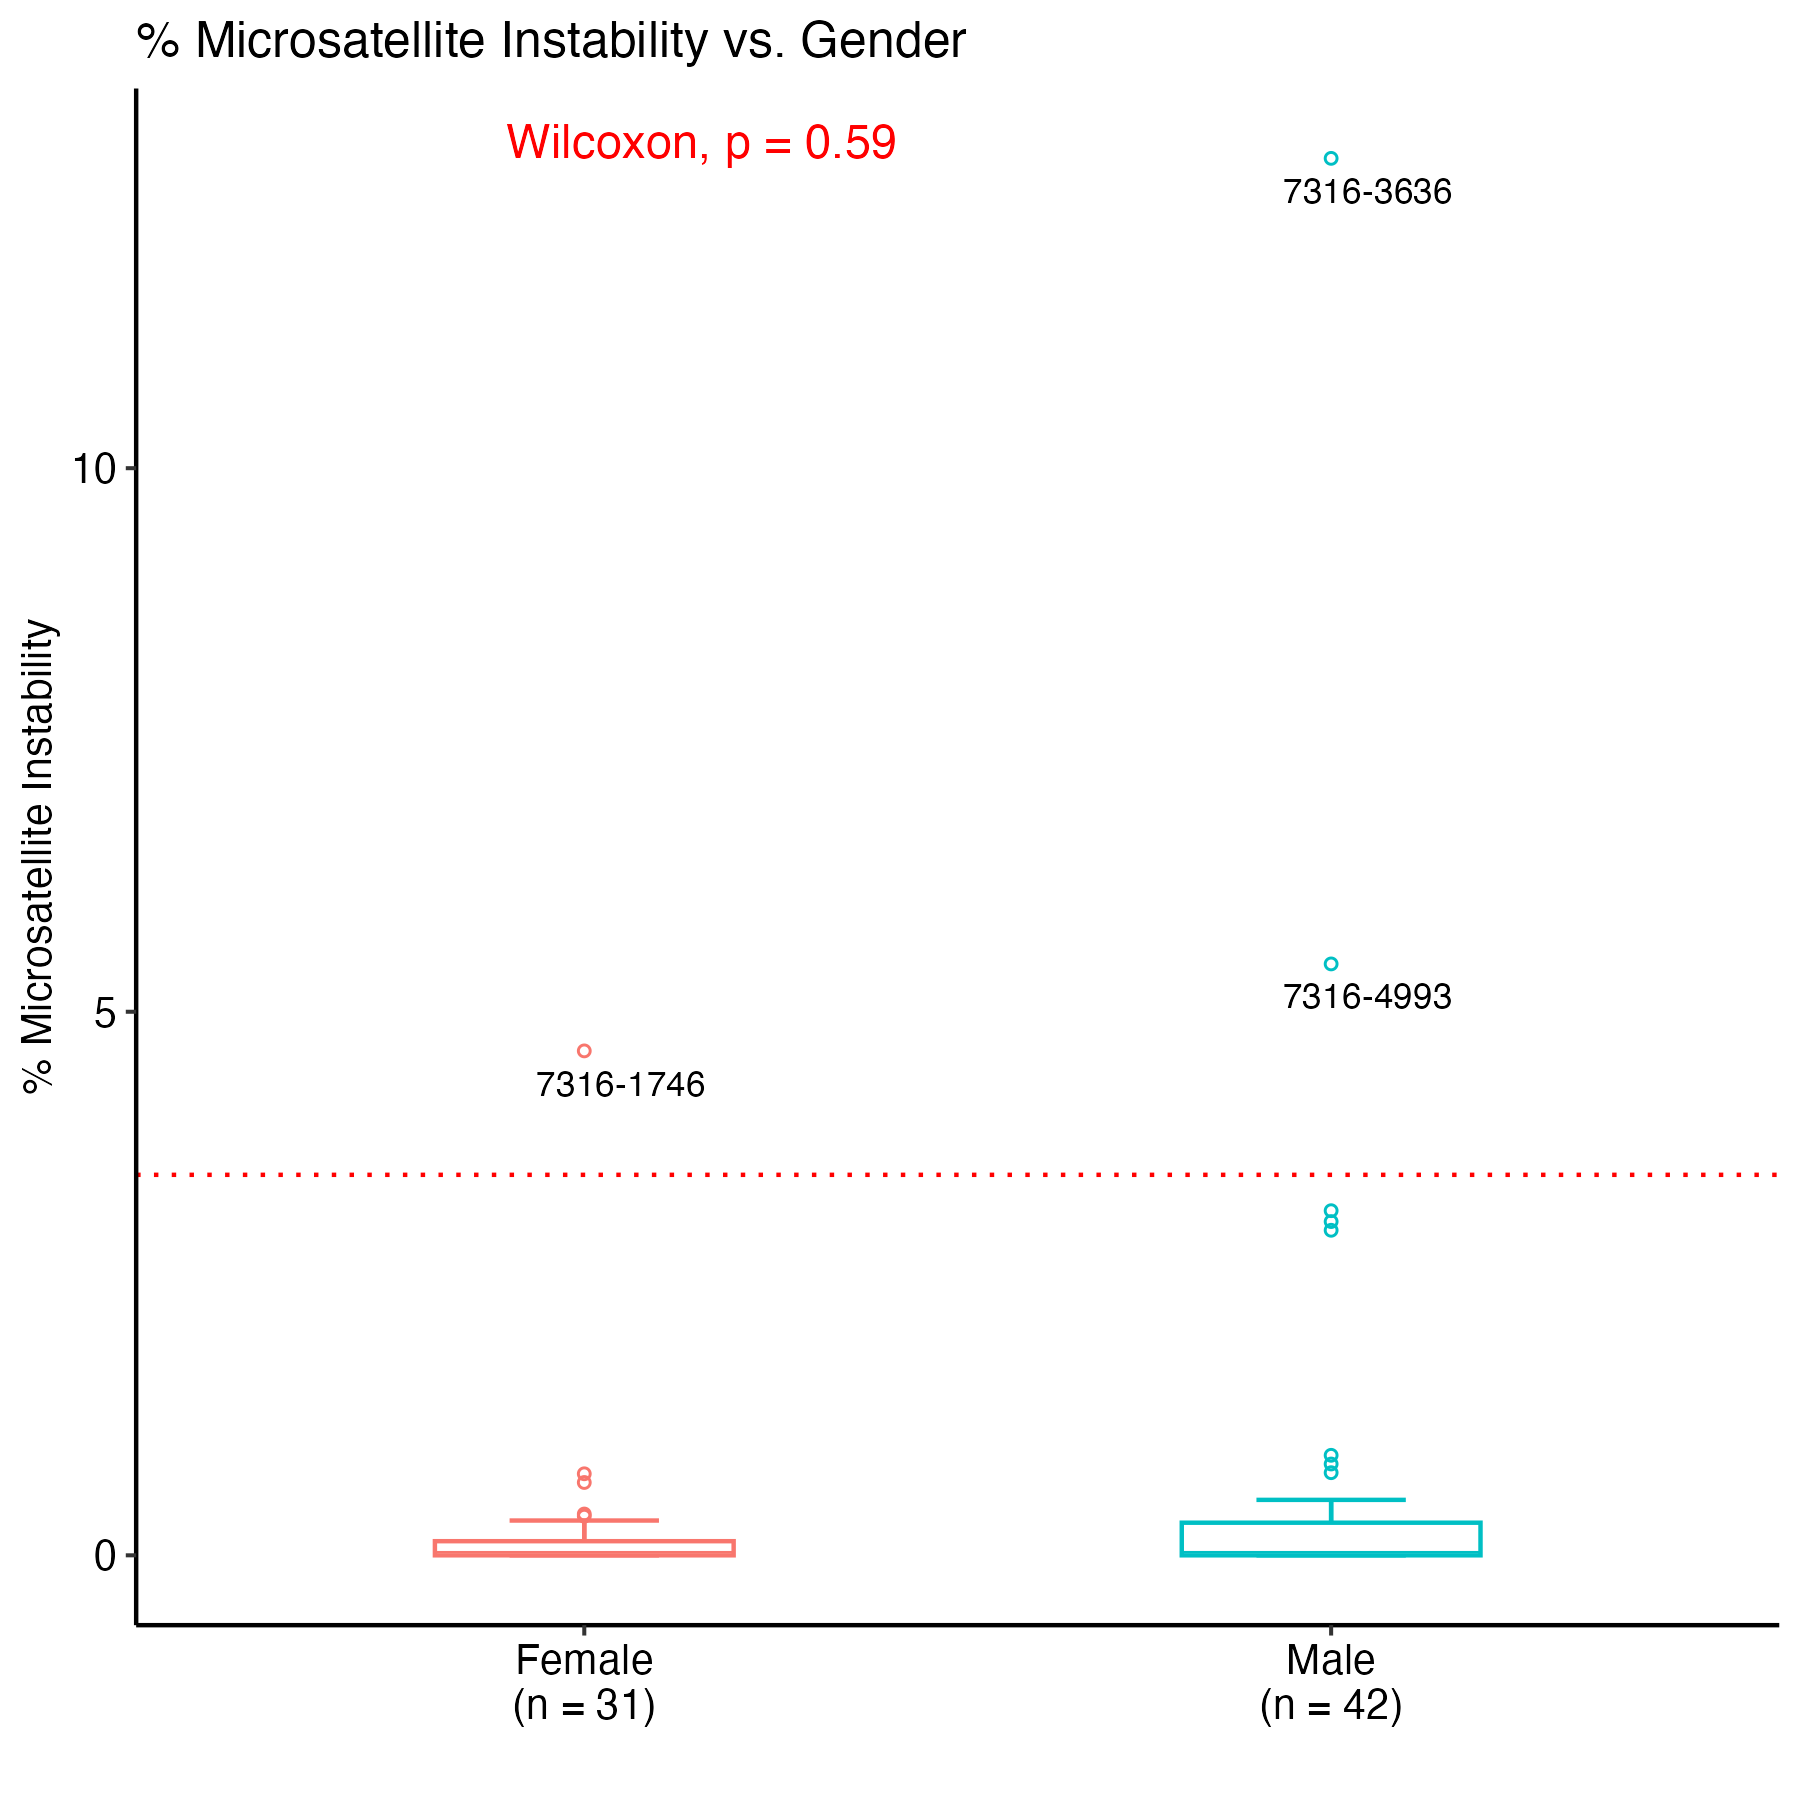 % Microsatellite Instability vs. Gender
Wilcoxon, p = 0.59
7316-3636
10
7316-4993
5
7316-1746
% Microsatellite Instability
0
Female
(n = 31)
Male
(n = 42)